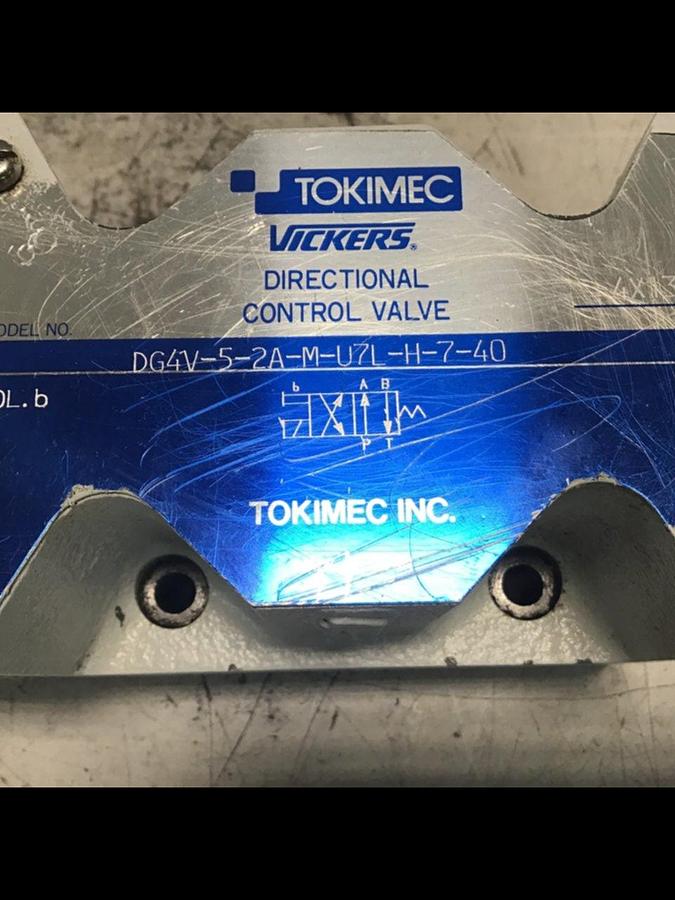 TOKIMEC
VICKERS®
DIRECTIONAL
CONTROL VALVE
ODEL NO.
DG4V-5-2A-M-U7L-H-7-40
OL.b
b A B
P T
TOKIMEC INC.